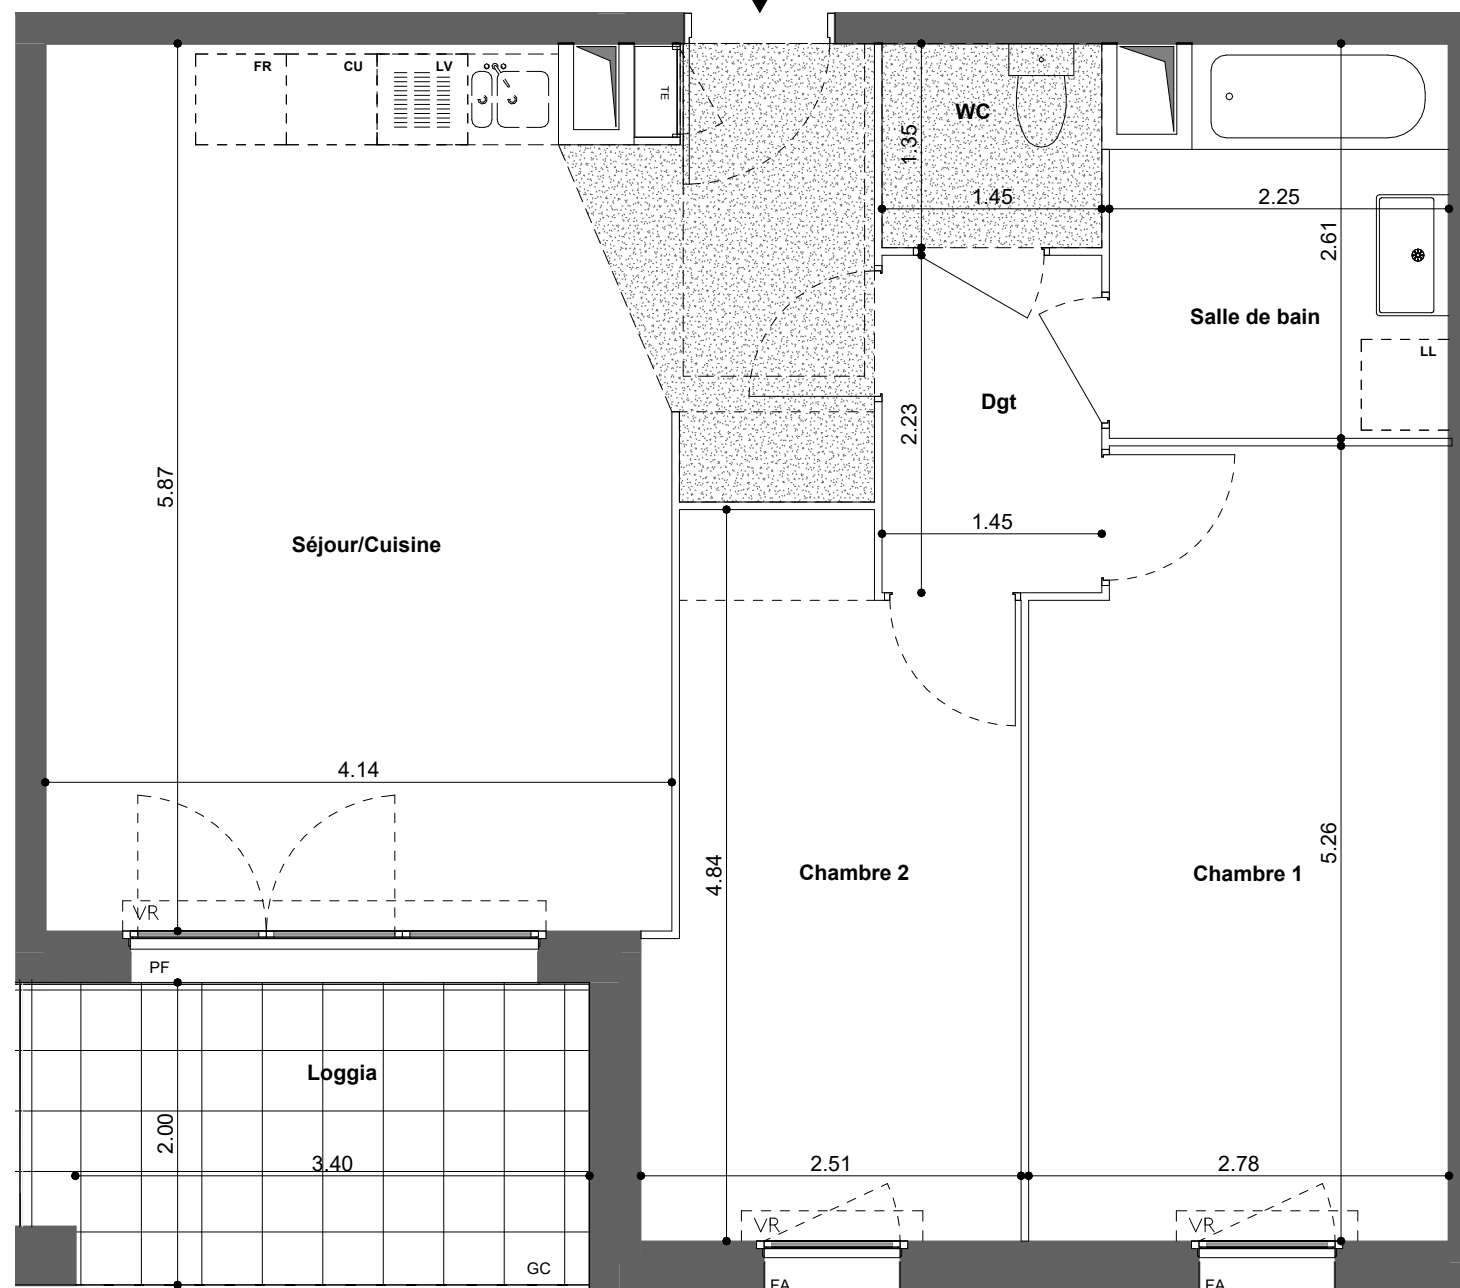 FR
CU
LV
TE
WC
1.35
1.45
2.25
2.61
Salle de bain
LL
Dgt
2.23
5.87
Séjour/Cuisine
1.45
4.14
4.84
Chambre 2
5.26
Chambre 1
VR
PF
Loggia
2.00
3.40
2.51
2.78
VR
VR
GC
FA
FA